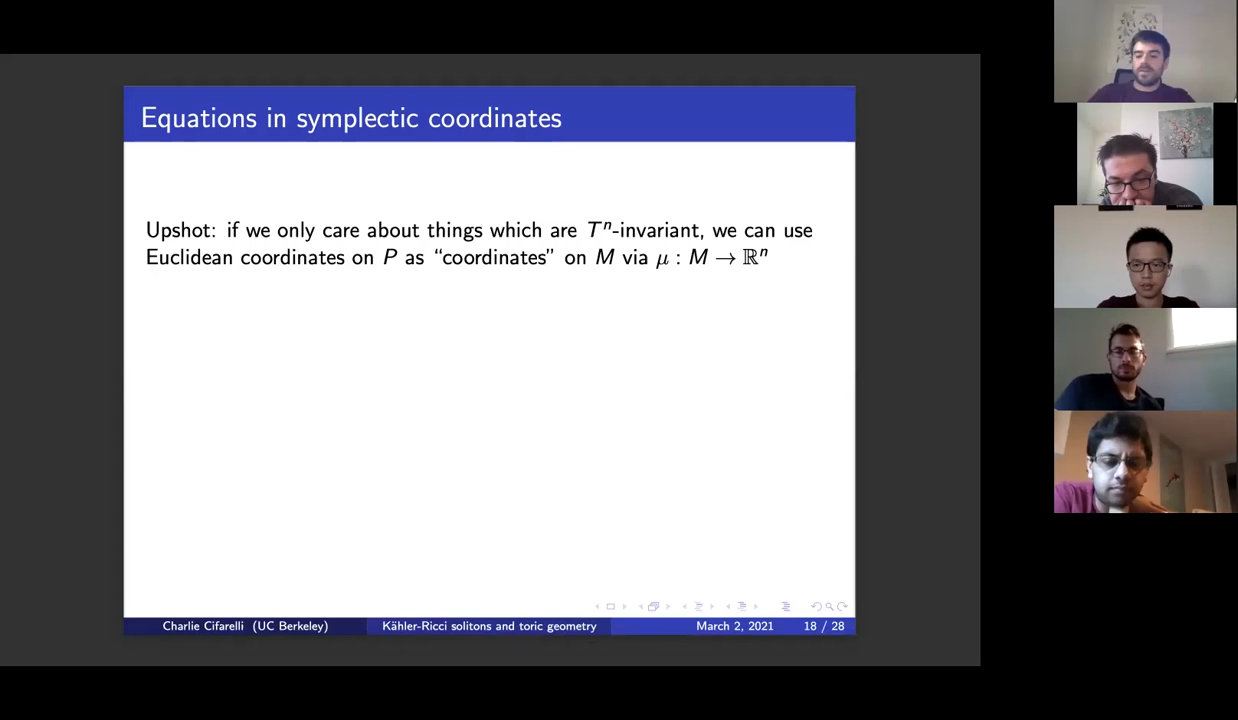 Equations in symplectic coordinates
Upshot: if we only care about things which are Tⁿ-invariant, we can use
Euclidean coordinates on P as “coordinates” on M via μ : M → ℝⁿ
Charlie Cifarelli (UC Berkeley) Kähler-Ricci solitons and toric geometry March 2, 2021 18 / 28